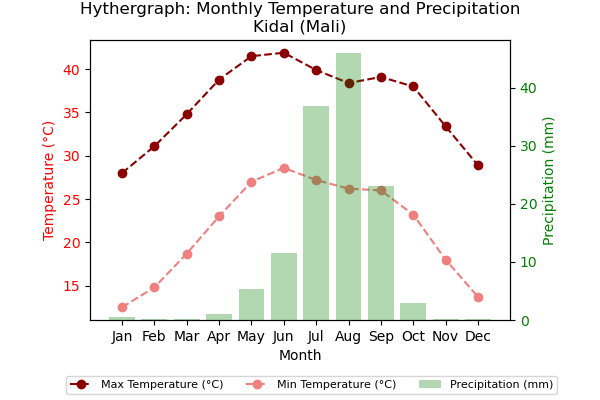 Hythergraph: Monthly Temperature and Precipitation
Kidal (Mali)
Temperature (°C)
40
35
30
25
20
15
Precipitation (mm)
40
30
20
10
0
Jan Feb Mar Apr May Jun Jul Aug Sep Oct Nov Dec
Month
Max Temperature (°C) Min Temperature (°C) Precipitation (mm)